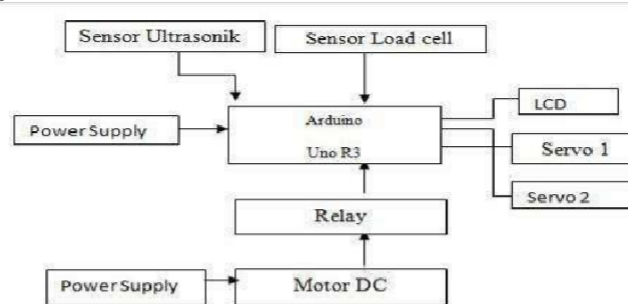 Sensor Ultrasonik
Sensor Load cell
Power Supply
Arduino
Uno R3
LCD
Servo 1
Servo 2
Relay
Power Supply
Motor DC